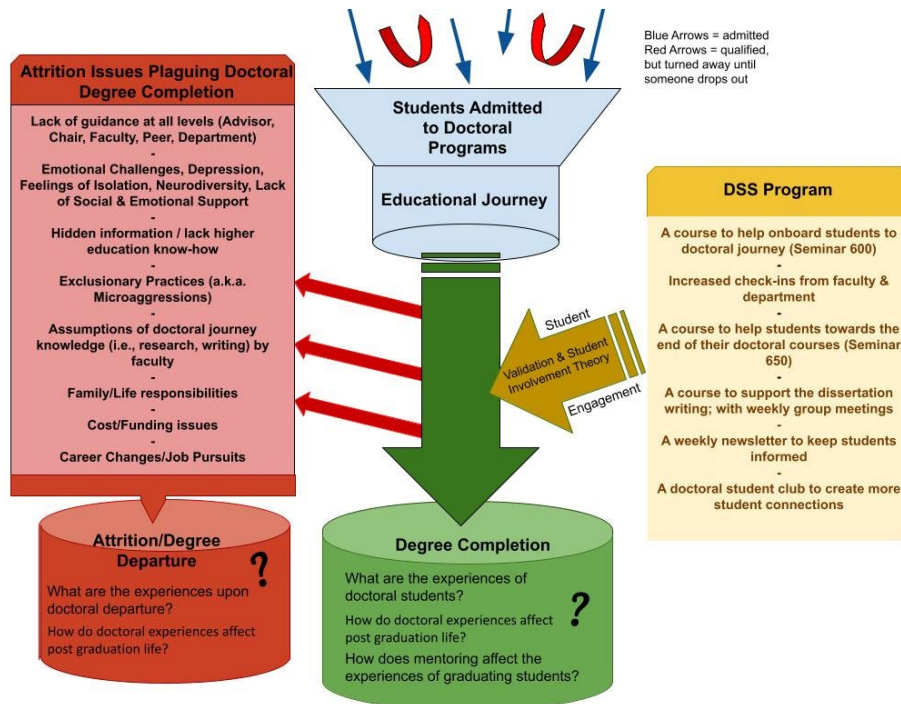 Blue Arrows = admitted
Red Arrows = qualified,
but turned away until
someone drops out
Attrition Issues Plaguing Doctoral
Degree Completion
Lack of guidance at all levels (Advisor,
Chair, Faculty, Peer, Department)
-
Emotional Challenges, Depression,
Feelings of Isolation, Neurodiversity, Lack
of Social & Emotional Support
-
Hidden information / lack higher
education know-how
-
Exclusionary Practices (a.k.a.
Microaggressions)
-
Assumptions of doctoral journey
knowledge (i.e., research, writing) by
faculty
-
Family/Life responsibilities
-
Cost/Funding issues
-
Career Changes/Job Pursuits
Attrition/Degree
Departure
?
What are the experiences upon
doctoral departure?
How do doctoral experiences affect
post graduation life?
Students Admitted
to Doctoral
Programs
Educational Journey
Student
Validation & Student
Involvement Theory
Engagement
Degree Completion
What are the experiences of
doctoral students?
?
How do doctoral experiences affect
post graduation life?
How does mentoring affect the
experiences of graduating students?
DSS Program
A course to help onboard students to
doctoral journey (Seminar 600)
-
Increased check-ins from faculty &
department
-
A course to help students towards the
end of their doctoral courses (Seminar
650)
-
A course to support the dissertation
writing; with weekly group meetings
-
A weekly newsletter to keep students
informed
-
A doctoral student club to create more
student connections